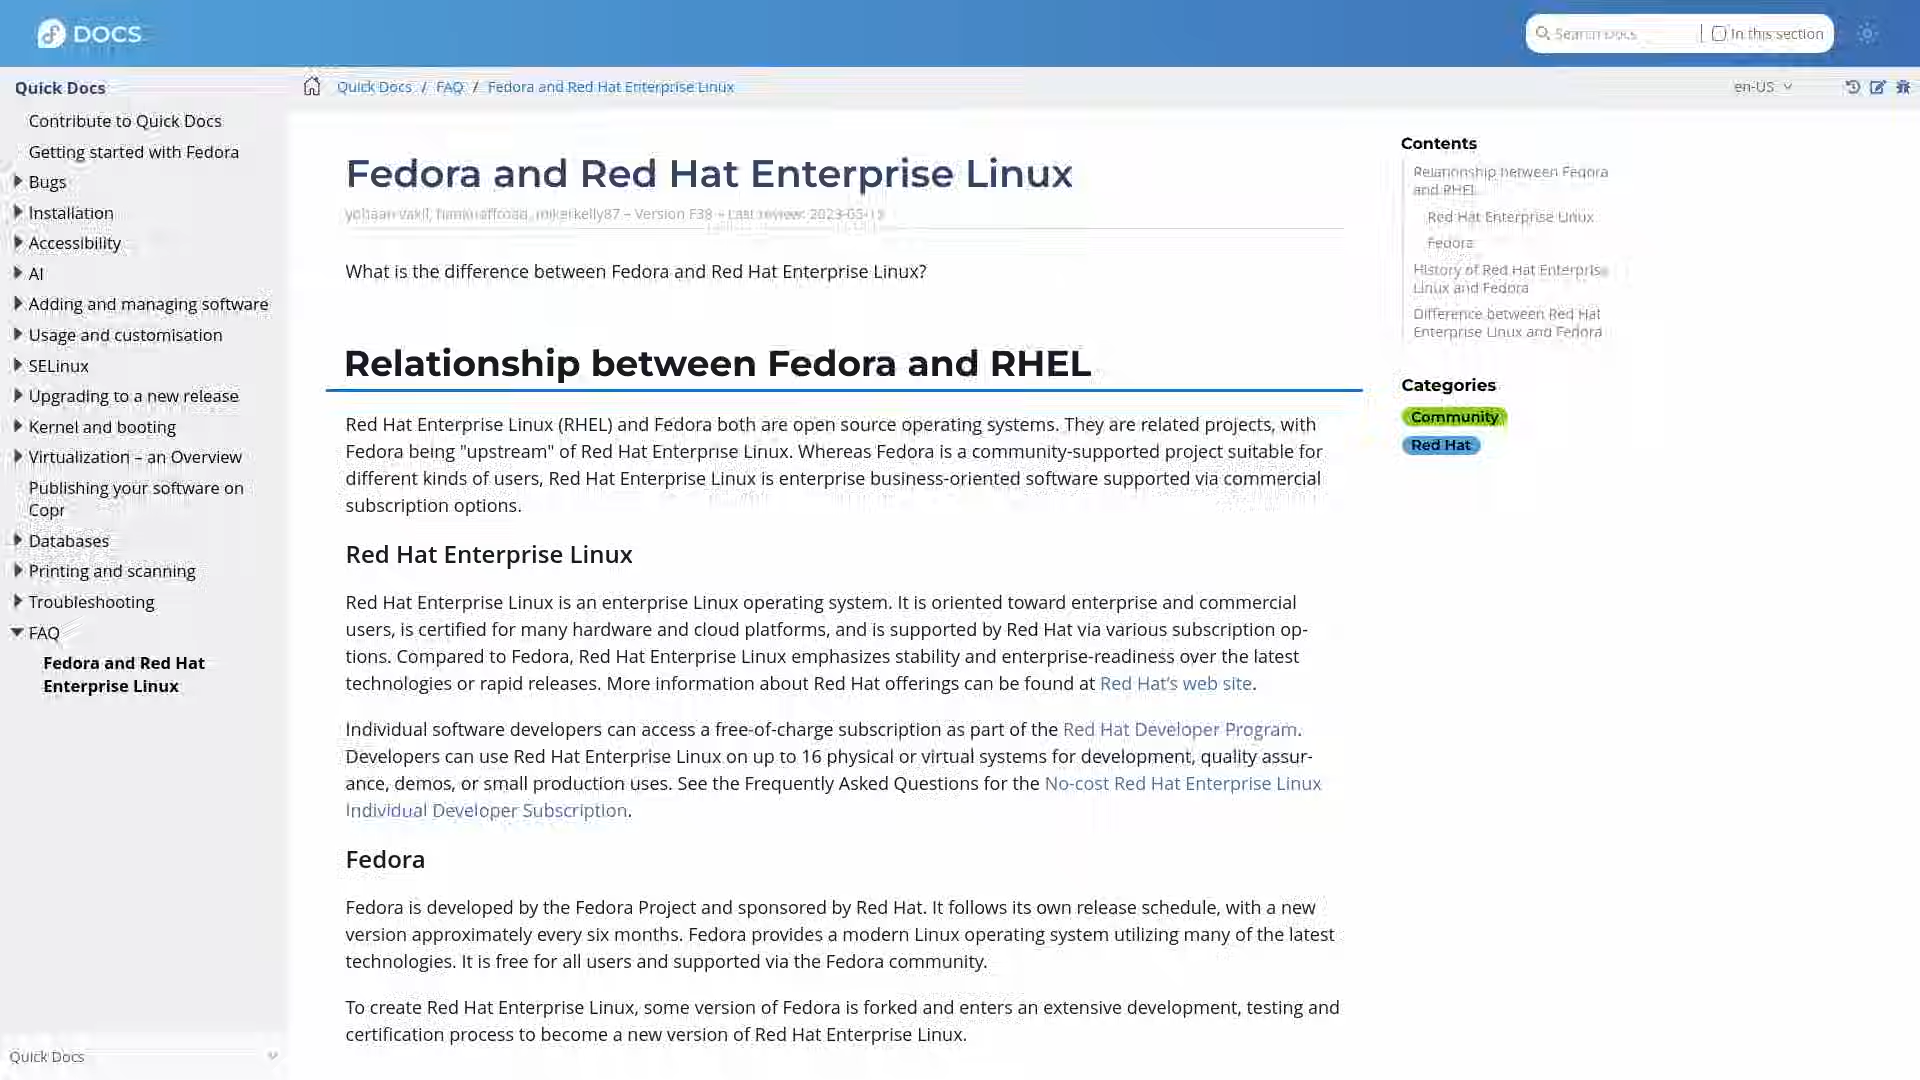 DOCS
Search Docs
In this section
Quick Docs
Contribute to Quick Docs
Getting started with Fedora
Bugs
Installation
Accessibility
AI
Adding and managing software
Usage and customisation
SELinux
Upgrading to a new release
Kernel and booting
Virtualization – an Overview
Publishing your software on
Copr
Databases
Printing and scanning
Troubleshooting
FAQ
Fedora and Red Hat
Enterprise Linux
Quick Docs
Quick Docs / FAQ / Fedora and Red Hat Enterprise Linux
en-US
Fedora and Red Hat Enterprise Linux
mikerkelly87 – Version F38 – Last review:
What is the difference between Fedora and Red Hat Enterprise Linux?
Relationship between Fedora and RHEL
Red Hat Enterprise Linux (RHEL) and Fedora both are open source operating systems. They are related projects, with
Fedora being "upstream" of Red Hat Enterprise Linux. Whereas Fedora is a community-supported project suitable for
different kinds of users, Red Hat Enterprise Linux is enterprise business-oriented software supported via commercial
subscription options.
Red Hat Enterprise Linux
Red Hat Enterprise Linux is an enterprise Linux operating system. It is oriented toward enterprise and commercial
users, is certified for many hardware and cloud platforms, and is supported by Red Hat via various subscription op-
tions. Compared to Fedora, Red Hat Enterprise Linux emphasizes stability and enterprise-readiness over the latest
technologies or rapid releases. More information about Red Hat offerings can be found at Red Hat's web site.
Individual software developers can access a free-of-charge subscription as part of the Red Hat Developer Program.
Developers can use Red Hat Enterprise Linux on up to 16 physical or virtual systems for development, quality assur-
ance, demos, or small production uses. See the Frequently Asked Questions for the No-cost Red Hat Enterprise Linux
Individual Developer Subscription.
Fedora
Fedora is developed by the Fedora Project and sponsored by Red Hat. It follows its own release schedule, with a new
version approximately every six months. Fedora provides a modern Linux operating system utilizing many of the latest
technologies. It is free for all users and supported via the Fedora community.
To create Red Hat Enterprise Linux, some version of Fedora is forked and enters an extensive development, testing and
certification process to become a new version of Red Hat Enterprise Linux.
Contents
Relationship between Fedora
and RHEL
Red Hat Enterprise Linux
Fedora
History of Red Hat Enterprise
Linux and Fedora
Difference between Red Hat
Enterprise Linux and Fedora
Categories
Community
Red Hat